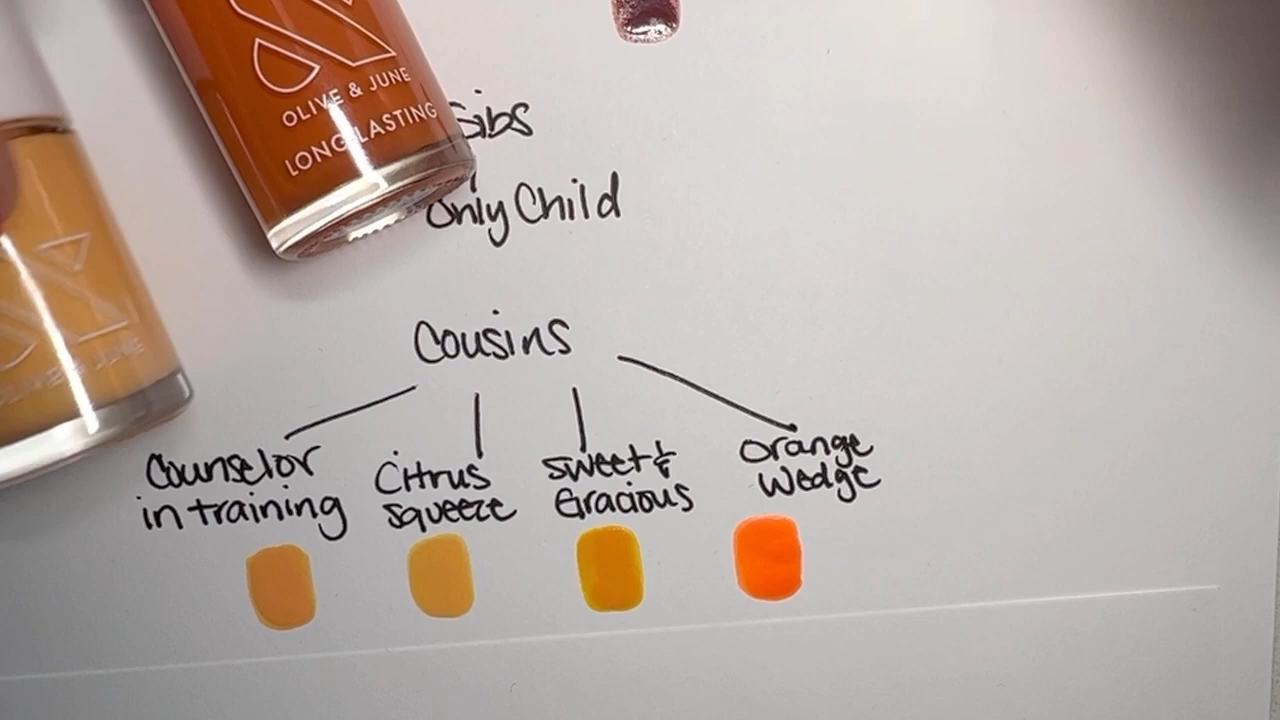 OLIVE & JUNE
LONG-LASTING
Sibs
Only Child
Cousins
Counselor
in training
Citrus
squeeze
sweet &
Gracious
orange
wedge